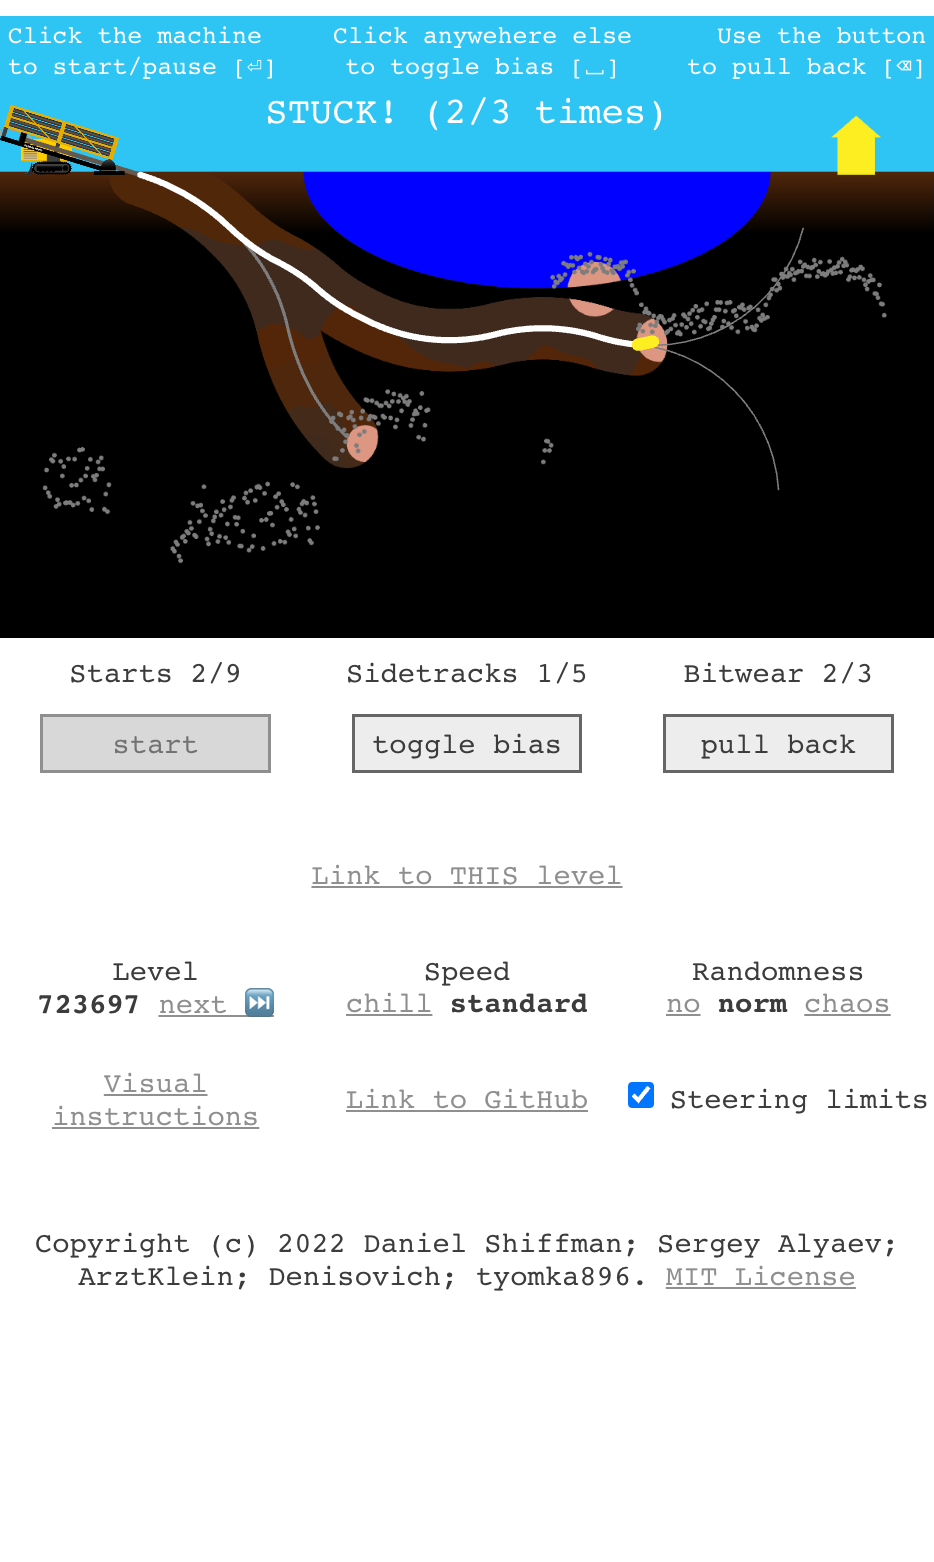 Click the machine
to start/pause [⏎]
Click anywehere else
to toggle bias [⎵]
Use the button
to pull back [⌫]
STUCK! (2/3 times)
Starts 2/9
Sidetracks 1/5
Bitwear 2/3
start
toggle bias
pull back
Link to THIS level
Level
723697 next ⏭
Speed
chill standard
Randomness
no norm chaos
Visual
instructions
Link to GitHub
Steering limits
Copyright (c) 2022 Daniel Shiffman; Sergey Alyaev;
ArztKlein; Denisovich; tyomka896. MIT License